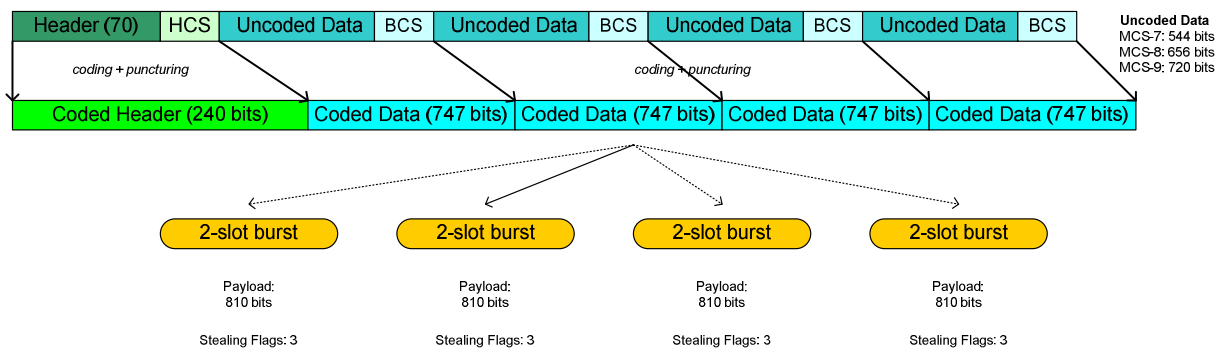 Header (70) HCS Uncoded Data BCS Uncoded Data BCS Uncoded Data BCS Uncoded Data BCS
Uncoded Data
MCS-7: 544 bits
MCS-8: 656 bits
MCS-9: 720 bits
coding + puncturing coding + puncturing
Coded Header (240 bits) Coded Data (747 bits) Coded Data (747 bits) Coded Data (747 bits) Coded Data (747 bits)
2-slot burst 2-slot burst 2-slot burst 2-slot burst
Payload: Payload: Payload: Payload:
810 bits 810 bits 810 bits 810 bits
Stealing Flags: 3 Stealing Flags: 3 Stealing Flags: 3 Stealing Flags: 3